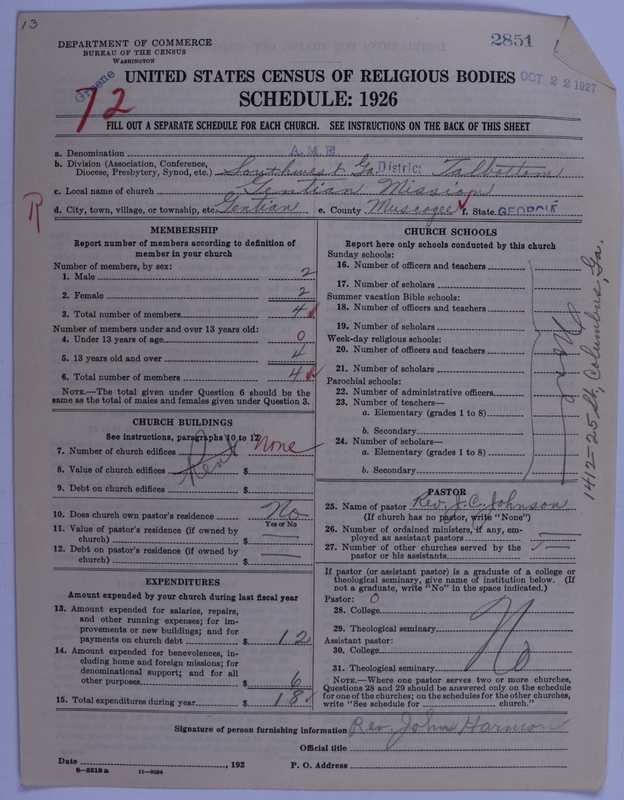 13
DEPARTMENT OF COMMERCE
BUREAU OF THE CENSUS
WASHINGTON
2851
Greene
72
UNITED STATES CENSUS OF RELIGIOUS BODIES
OCT 22 1927
SCHEDULE: 1926
FILL OUT A SEPARATE SCHEDULE FOR EACH CHURCH. SEE INSTRUCTIONS ON THE BACK OF THIS SHEET
a. Denomination A.M.E.
b. Division (Association, Conference, Diocese, Presbytery, Synod, etc.) Southwest Ga District Talbottom
c. Local name of church Gentian Mission
R
d. City, town, village, or township, etc. Gentian e. County Muscogee f. State GEORGIA
MEMBERSHIP
Report number of members according to definition of
member in your church
Number of members, by sex:
1. Male 2
2. Female 2
3. Total number of members 4
Number of members under and over 13 years old:
4. Under 13 years of age 0
5. 13 years old and over 4
6. Total number of members 4
NOTE.—The total given under Question 6 should be
same as the total of males and females given under Question 3.
CHURCH BUILDINGS
See instructions, paragraphs 10 to 12
7. Number of church edifices Rent None
8. Value of church edifices $
9. Debt on church edifices $
10. Does church own pastor's residence No
Yes or No
11. Value of pastor's residence (if owned by
church) $
12. Debt on pastor's residence (if owned by
church) $
EXPENDITURES
Amount expended by your church during last fiscal year
13. Amount expended for salaries, repairs,
and other running expenses; for im-
provements or new buildings; and for
payments on church debt $ 12
14. Amount expended for benevolences, in-
cluding home and foreign missions; for
denominational support; and for all
other purposes $ 6
15. Total expenditures during year $ 18
CHURCH SCHOOLS
Report here only schools conducted by this church
Sunday schools:
16. Number of officers and teachers
17. Number of scholars
Summer vacation Bible schools:
18. Number of officers and teachers
19. Number of scholars
Week-day religious schools:
20. Number of officers and teachers
21. Number of scholars
Parochial schools:
22. Number of administrative officers
23. Number of teachers—
a. Elementary (grades 1 to 8)
b. Secondary
24. Number of scholars—
a. Elementary (grades 1 to 8)
b. Secondary
1412=25 St, Columbus, Ga.
PASTOR
25. Name of pastor Rev. J. C. Johnson
(If church has no pastor, write "None")
26. Number of ordained ministers, if any, em-
ployed as assistant pastors
27. Number of other churches served by the
pastor or his assistants
If pastor (or assistant pastor) is a graduate of a college or
theological seminary, give name of institution below. (If
not a graduate, write "No" in the space indicated.)
Pastor: 0
28. College
29. Theological seminary
Assistant pastor: No
30. College
31. Theological seminary
NOTE.—Where one pastor serves two or more churches,
Questions 28 and 29 should be answered only on the schedule
for one of the churches; on the schedules for the other churches,
write "See schedule for church."
Signature of person furnishing information Rev. John Harmon
Official title
Date , 192 P. O. Address
8—5518 a 11—9054